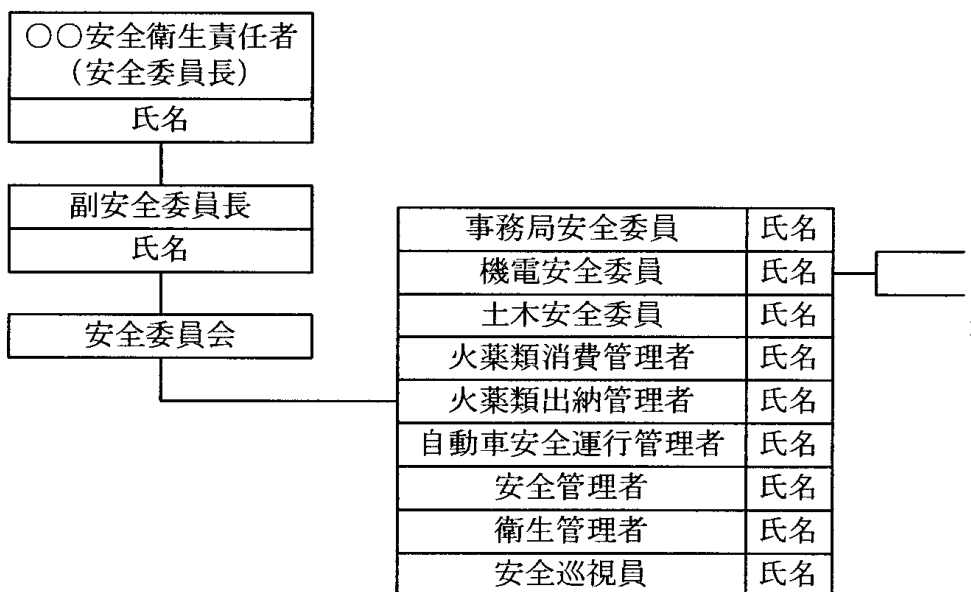 ○○安全衛生責任者
(安全委員長)
氏名
副安全委員長
氏名
安全委員会
事務局安全委員 氏名
機電安全委員 氏名
土木安全委員 氏名
火薬類消費管理者 氏名
火薬類出納管理者 氏名
自動車安全運行管理者 氏名
安全管理者 氏名
衛生管理者 氏名
安全巡視員 氏名